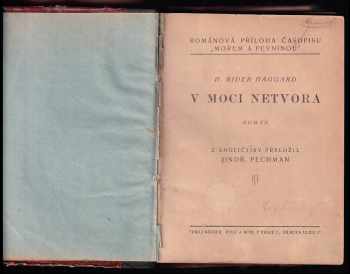 ROMÁNOVÁ PŘÍLOHA ČASOPISU
„MOŘEM A PEVNINOU“
H. RIDER HAGGARD
V MOCI NETVORA
ROMÁN
Z ANGLIČTINY PŘELOŽIL
JINDŘ. PECHMAN